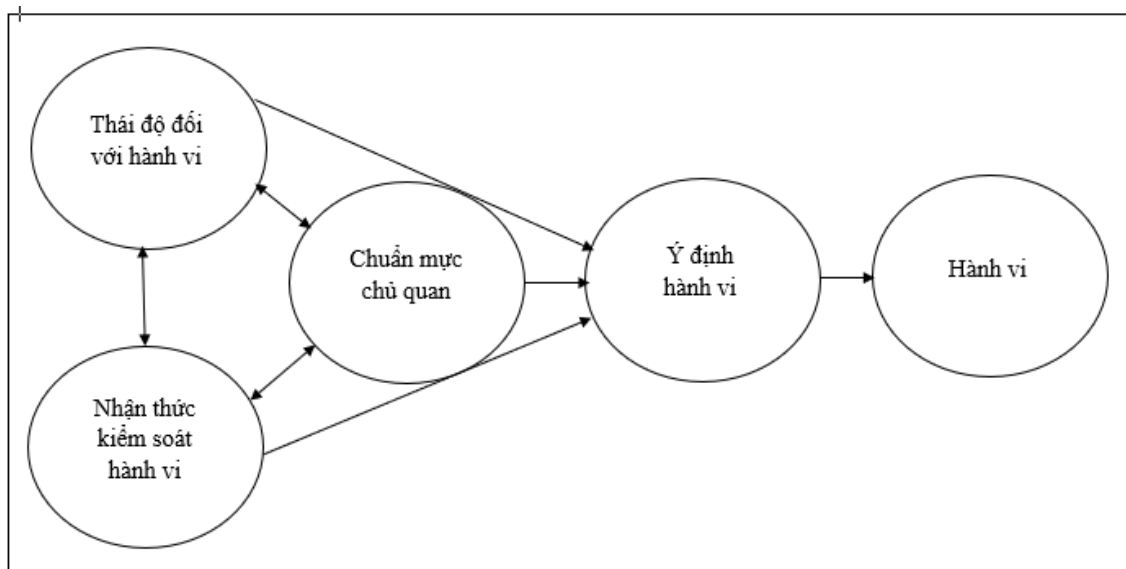 Thái độ đối
với hành vi
Chuẩn mực
chủ quan
Ý định
hành vi
Hành vi
Nhận thức
kiểm soát
hành vi